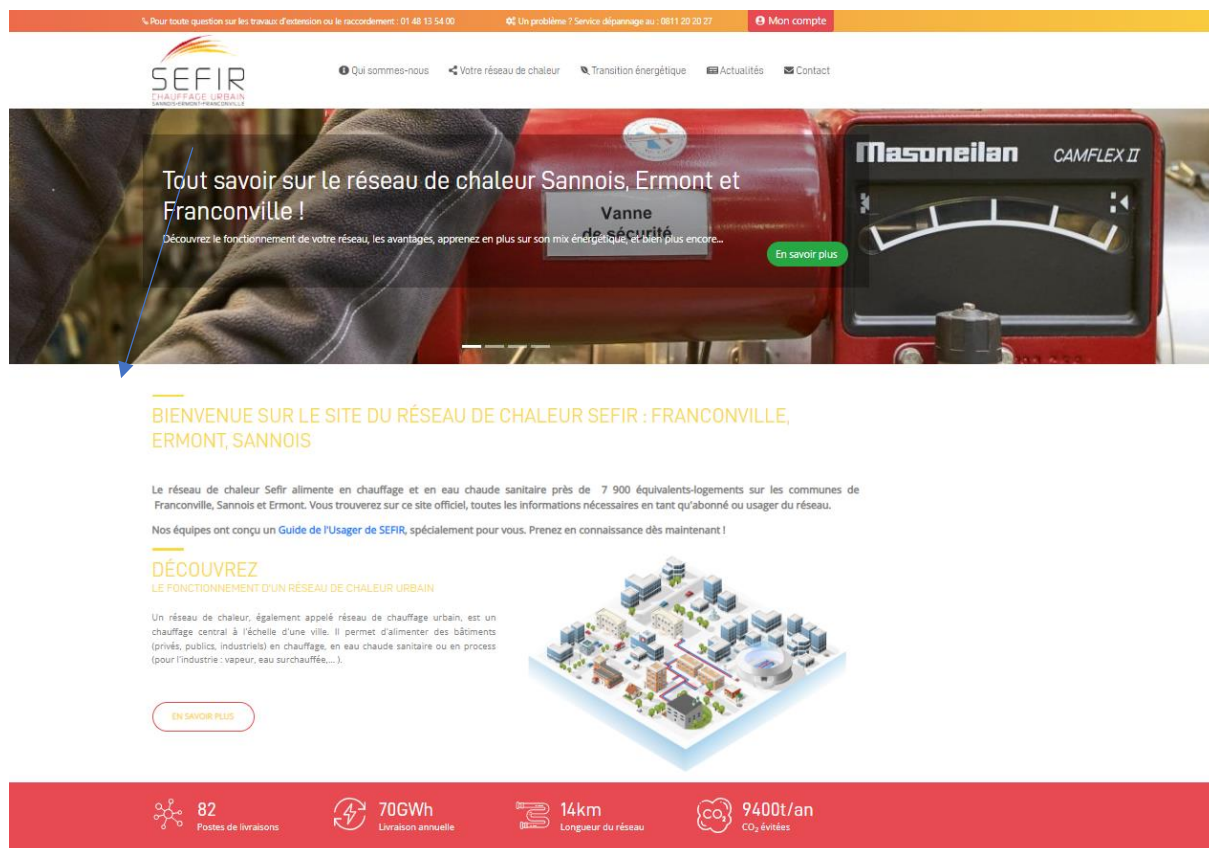 Pour toute question sur les travaux d'extension ou le raccordement : 01 48 13 54 00
Un problème ? Service dépannage au : 0811 20 20 27
Mon compte
SEFIR
CHAUFFAGE URBAIN
SANNOIS-ERMONT-FRANCONVILLE
Qui sommes-nous
Votre réseau de chaleur
Transition énergétique
Actualités
Contact
Masoneilan
CAMFLEX II
Tout savoir sur le réseau de chaleur Sannois, Ermont et
Franconville !
Vanne
de sécurité
Découvrez le fonctionnement de votre réseau, les avantages, apprenez en plus sur son mix énergétique, et bien plus encore...
En savoir plus
BIENVENUE SUR LE SITE DU RÉSEAU DE CHALEUR SEFIR : FRANCONVILLE,
ERMONT, SANNOIS
Le réseau de chaleur Sefir alimente en chauffage et en eau chaude sanitaire près de 7 900 équivalents-logements sur les communes de
Franconville, Sannois et Ermont. Vous trouverez sur ce site officiel, toutes les informations nécessaires en tant qu'abonné ou usager du réseau.
Nos équipes ont conçu un Guide de l'Usager de SEFIR, spécialement pour vous. Prenez en connaissance dès maintenant !
DÉCOUVREZ
LE FONCTIONNEMENT D'UN RÉSEAU DE CHALEUR URBAIN
Un réseau de chaleur, également appelé réseau de chauffage urbain, est un
chauffage central à l'échelle d'une ville. Il permet d'alimenter des bâtiments
(privés, publics, industriels) en chauffage, en eau chaude sanitaire ou en process
(pour l'industrie : vapeur, eau surchauffée,... ).
EN SAVOIR PLUS
82
Postes de livraisons
70GWh
Livraison annuelle
14km
Longueur du réseau
CO₂
9400t/an
CO₂ évitées